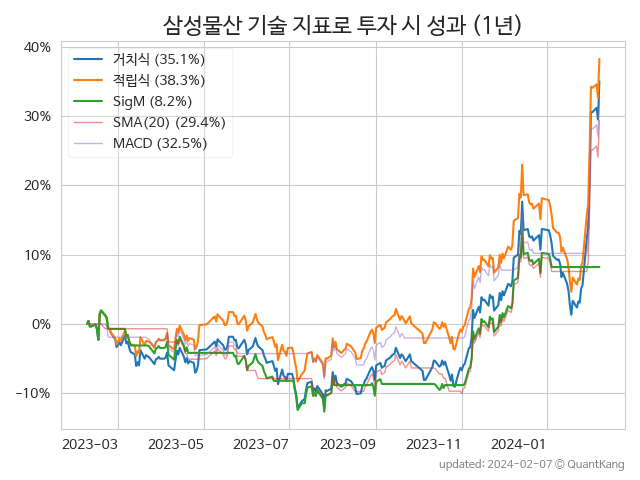 삼성물산 기술 지표로 투자 시 성과 (1년)
40%
30%
20%
10%
0%
−10%
거치식 (35.1%)
적립식 (38.3%)
SigM (8.2%)
SMA(20) (29.4%)
MACD (32.5%)
2023-03
2023-05
2023-07
2023-09
2023-11
2024-01
updated: 2024-02-07 © QuantKang